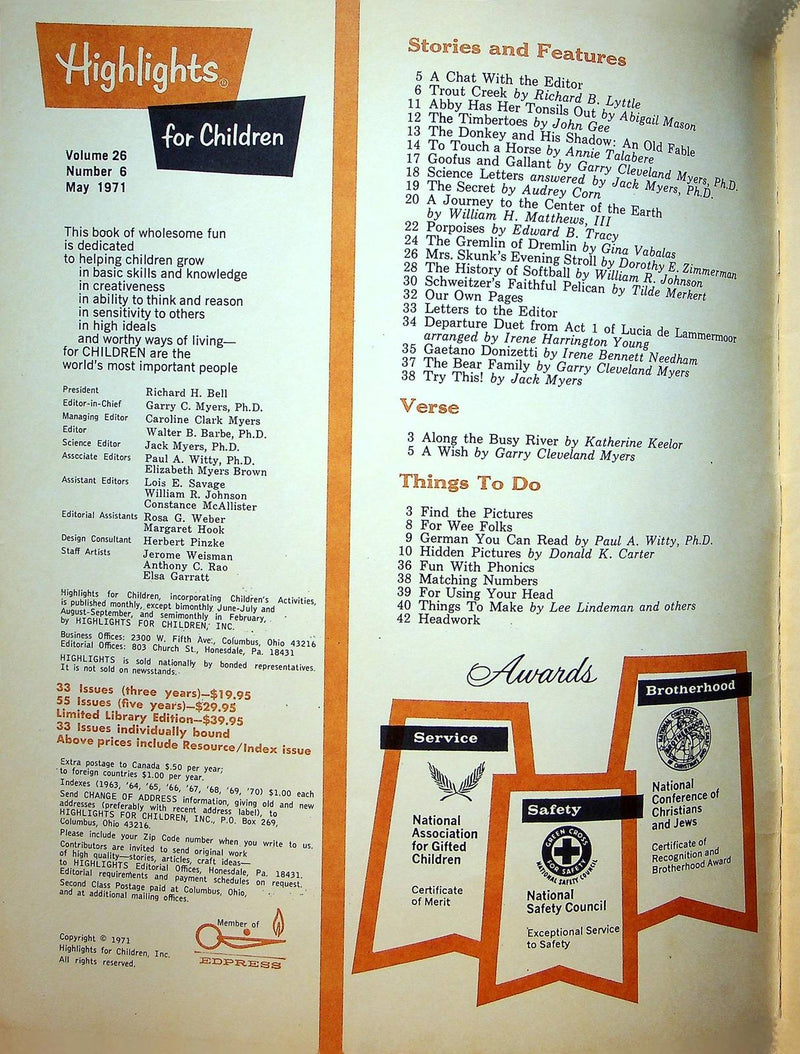 Highlights®
for Children
Volume 26
Number 6
May 1971
This book of wholesome fun
is dedicated
to helping children grow
in basic skills and knowledge
in creativeness
in ability to think and reason
in sensitivity to others
in high ideals
and worthy ways of living—
for CHILDREN are the
world's most important people
President Richard H. Bell
Editor-in-Chief Garry C. Myers, Ph.D.
Managing Editor Caroline Clark Myers
Editor Walter B. Barbe, Ph.D.
Science Editor Jack Myers, Ph.D.
Associate Editors Paul A. Witty, Ph.D.
Elizabeth Myers Brown
Assistant Editors Lois E. Savage
William R. Johnson
Constance McAllister
Editorial Assistants Rosa G. Weber
Margaret Hook
Design Consultant Herbert Pinzke
Staff Artists Jerome Weisman
Anthony C. Rao
Elsa Garratt
Highlights for Children, incorporating Children's Activities,
is published monthly, except bimonthly June-July and
August-September, and semimonthly in February,
by HIGHLIGHTS FOR CHILDREN, INC.
Business Offices: 2300 W. Fifth Ave., Columbus, Ohio 43216
Editorial Offices: 803 Church St., Honesdale, Pa. 18431
HIGHLIGHTS is sold nationally by bonded representatives.
It is not sold on newsstands.
33 Issues (three years)—$19.95
55 Issues (five years)—$29.95
Limited Library Edition—$39.95
33 Issues individually bound
Above prices include Resource/Index issue
Extra postage to Canada $.50 per year;
to foreign countries $1.00 per year.
Indexes (1963, '64, '65, '66, '67, '68, '69, '70) $1.00 each
Send CHANGE OF ADDRESS information, giving old and new
addresses (preferably with recent address label), to
HIGHLIGHTS FOR CHILDREN, INC., P.O. Box 269,
Columbus, Ohio 43216.
Please include your Zip Code number when you write to us.
Contributors are invited to send original work
of high quality—stories, articles, craft ideas—
to HIGHLIGHTS Editorial Offices, Honesdale, Pa. 18431.
Editorial requirements and payment schedules on request.
Second Class Postage paid at Columbus, Ohio,
and at additional mailing offices.
Copyright © 1971
Highlights for Children, Inc.
All rights reserved.
Member of
EDPRESS
Stories and Features
5 A Chat With the Editor
6 Trout Creek by Richard B. Lyttle
11 Abby Has Her Tonsils Out by Abigail Mason
12 The Timbertoes by John Gee
13 The Donkey and His Shadow: An Old Fable
14 To Touch a Horse by Annie Talabere
17 Goofus and Gallant by Garry Cleveland Myers, Ph.D.
18 Science Letters answered by Jack Myers, Ph.D.
19 The Secret by Audrey Corn
20 A Journey to the Center of the Earth
by William H. Matthews, III
22 Porpoises by Edward B. Tracy
24 The Gremlin of Dremlin by Gina Vabalas
26 Mrs. Skunk's Evening Stroll by Dorothy E. Zimmerman
28 The History of Softball by William R. Johnson
30 Schweitzer's Faithful Pelican by Tilde Merkert
32 Our Own Pages
33 Letters to the Editor
34 Departure Duet from Act 1 of Lucia de Lammermoor
arranged by Irene Harrington Young
35 Gaetano Donizetti by Irene Bennett Needham
37 The Bear Family by Garry Cleveland Myers
38 Try This! by Jack Myers
Verse
3 Along the Busy River by Katherine Keelor
5 A Wish by Garry Cleveland Myers
Things To Do
3 Find the Pictures
8 For Wee Folks
9 German You Can Read by Paul A. Witty, Ph.D.
10 Hidden Pictures by Donald K. Carter
36 Fun With Phonics
38 Matching Numbers
39 For Using Your Head
40 Things To Make by Lee Lindeman and others
42 Headwork
Awards
Service
National
Association
for Gifted
Children
Certificate
of Merit
Safety
GREEN CROSS
FOR SAFETY
NATIONAL SAFETY COUNCIL
National
Safety Council
Exceptional Service
to Safety
Brotherhood
NATIONAL CONFERENCE
BROTHERHOOD
OF CHRISTIANS AND JEWS
National
Conference of
Christians
and Jews
Certificate of
Recognition and
Brotherhood Award